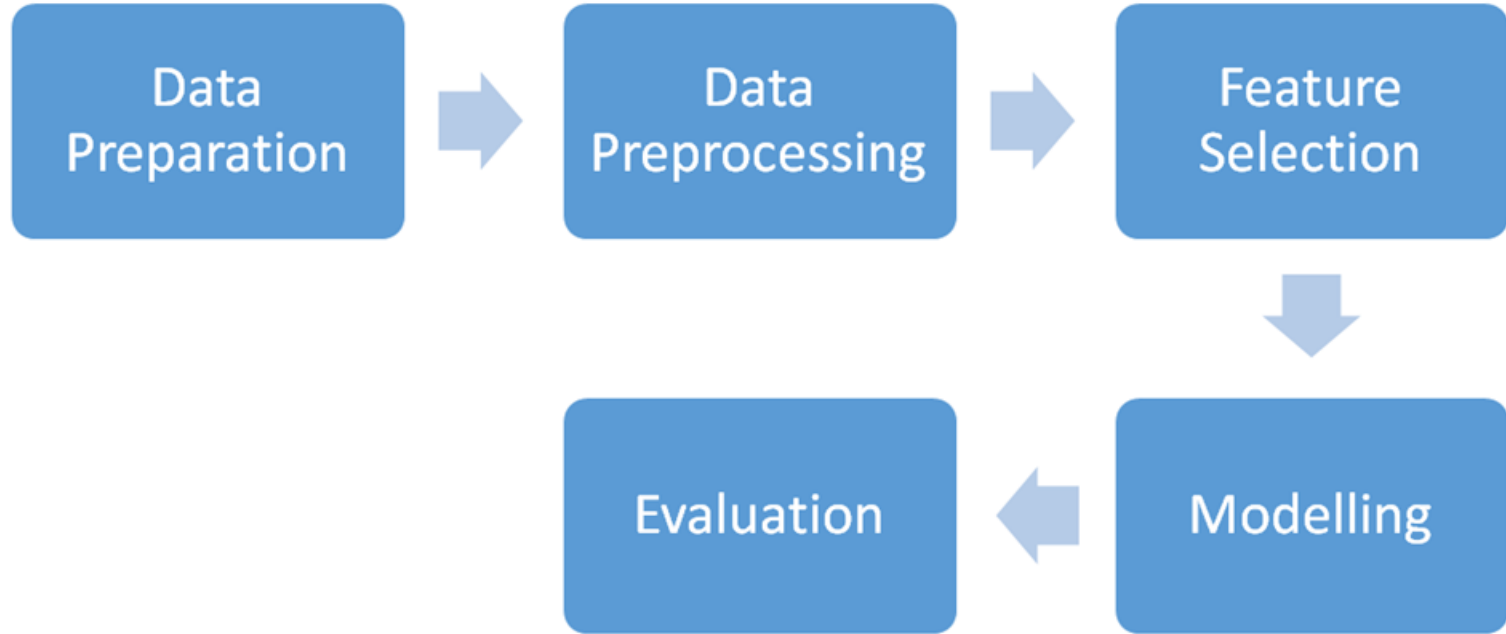 Data
Preparation
Data
Preprocessing
Feature
Selection
Modelling
Evaluation